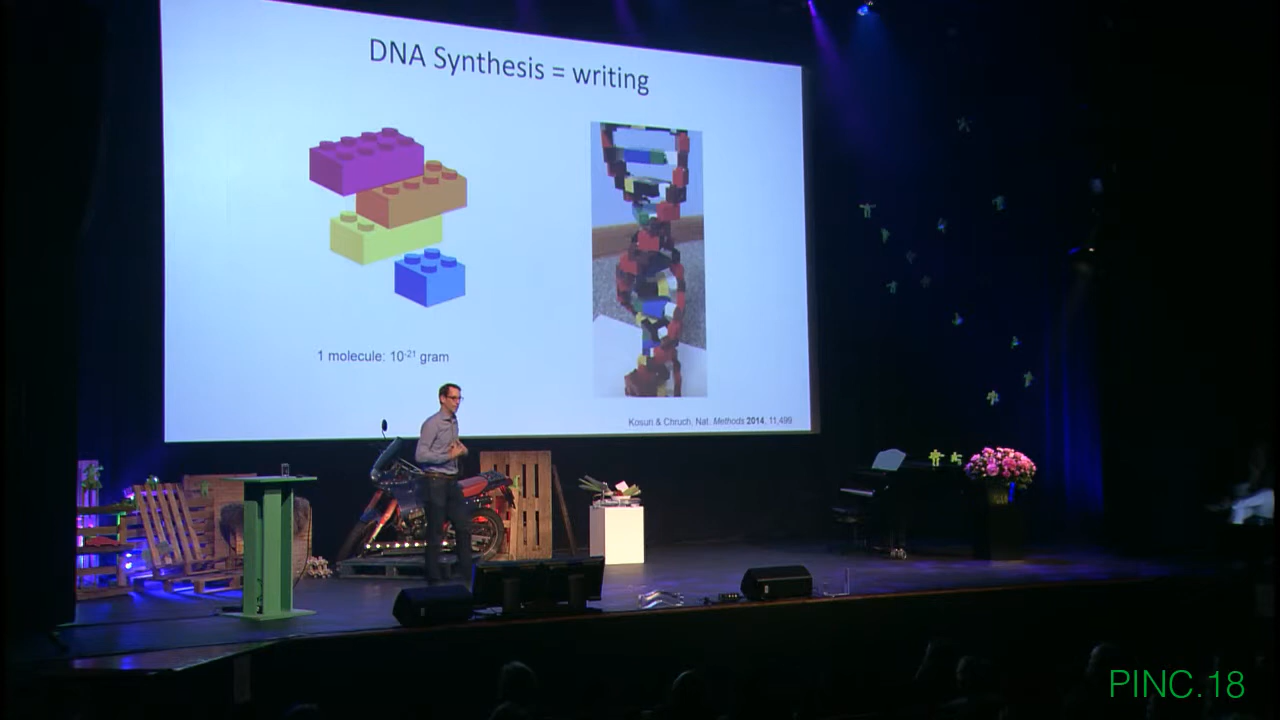 DNA Synthesis = writing
1 molecule: 10⁻²¹ gram
Kosuri & Chruch, Nat. Methods 2014, 11,499
PINC.18